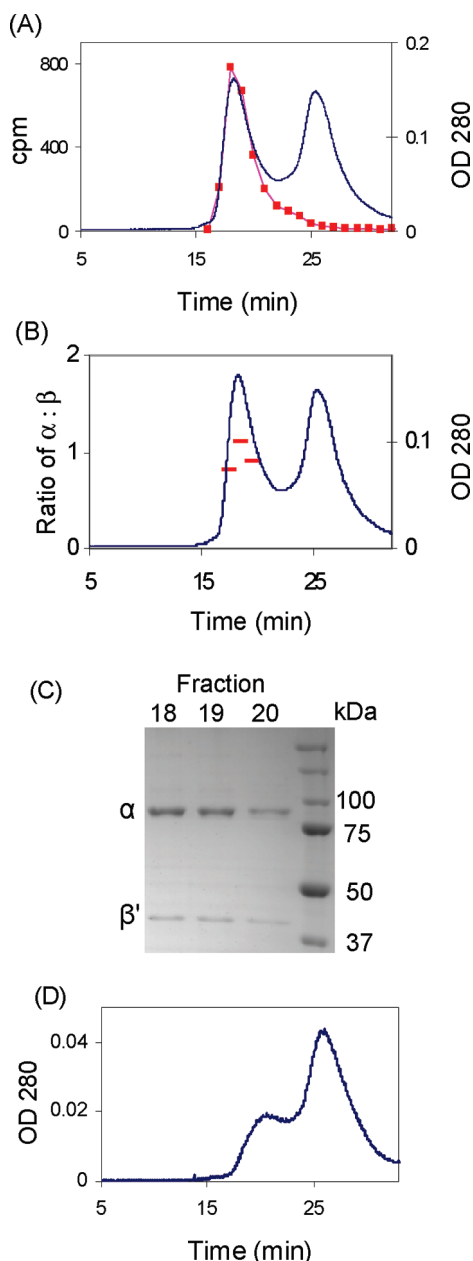 (A)
800
400
0
cpm
0.2
0.1
0
OD 280
5
15
25
Time (min)
(B)
2
1
0
Ratio of α : β
0.1
0
OD 280
5
15
25
Time (min)
(C)
Fraction
18 19 20 kDa
α
β'
100
75
50
37
(D)
0.04
0.02
0
OD 280
5
15
25
Time (min)